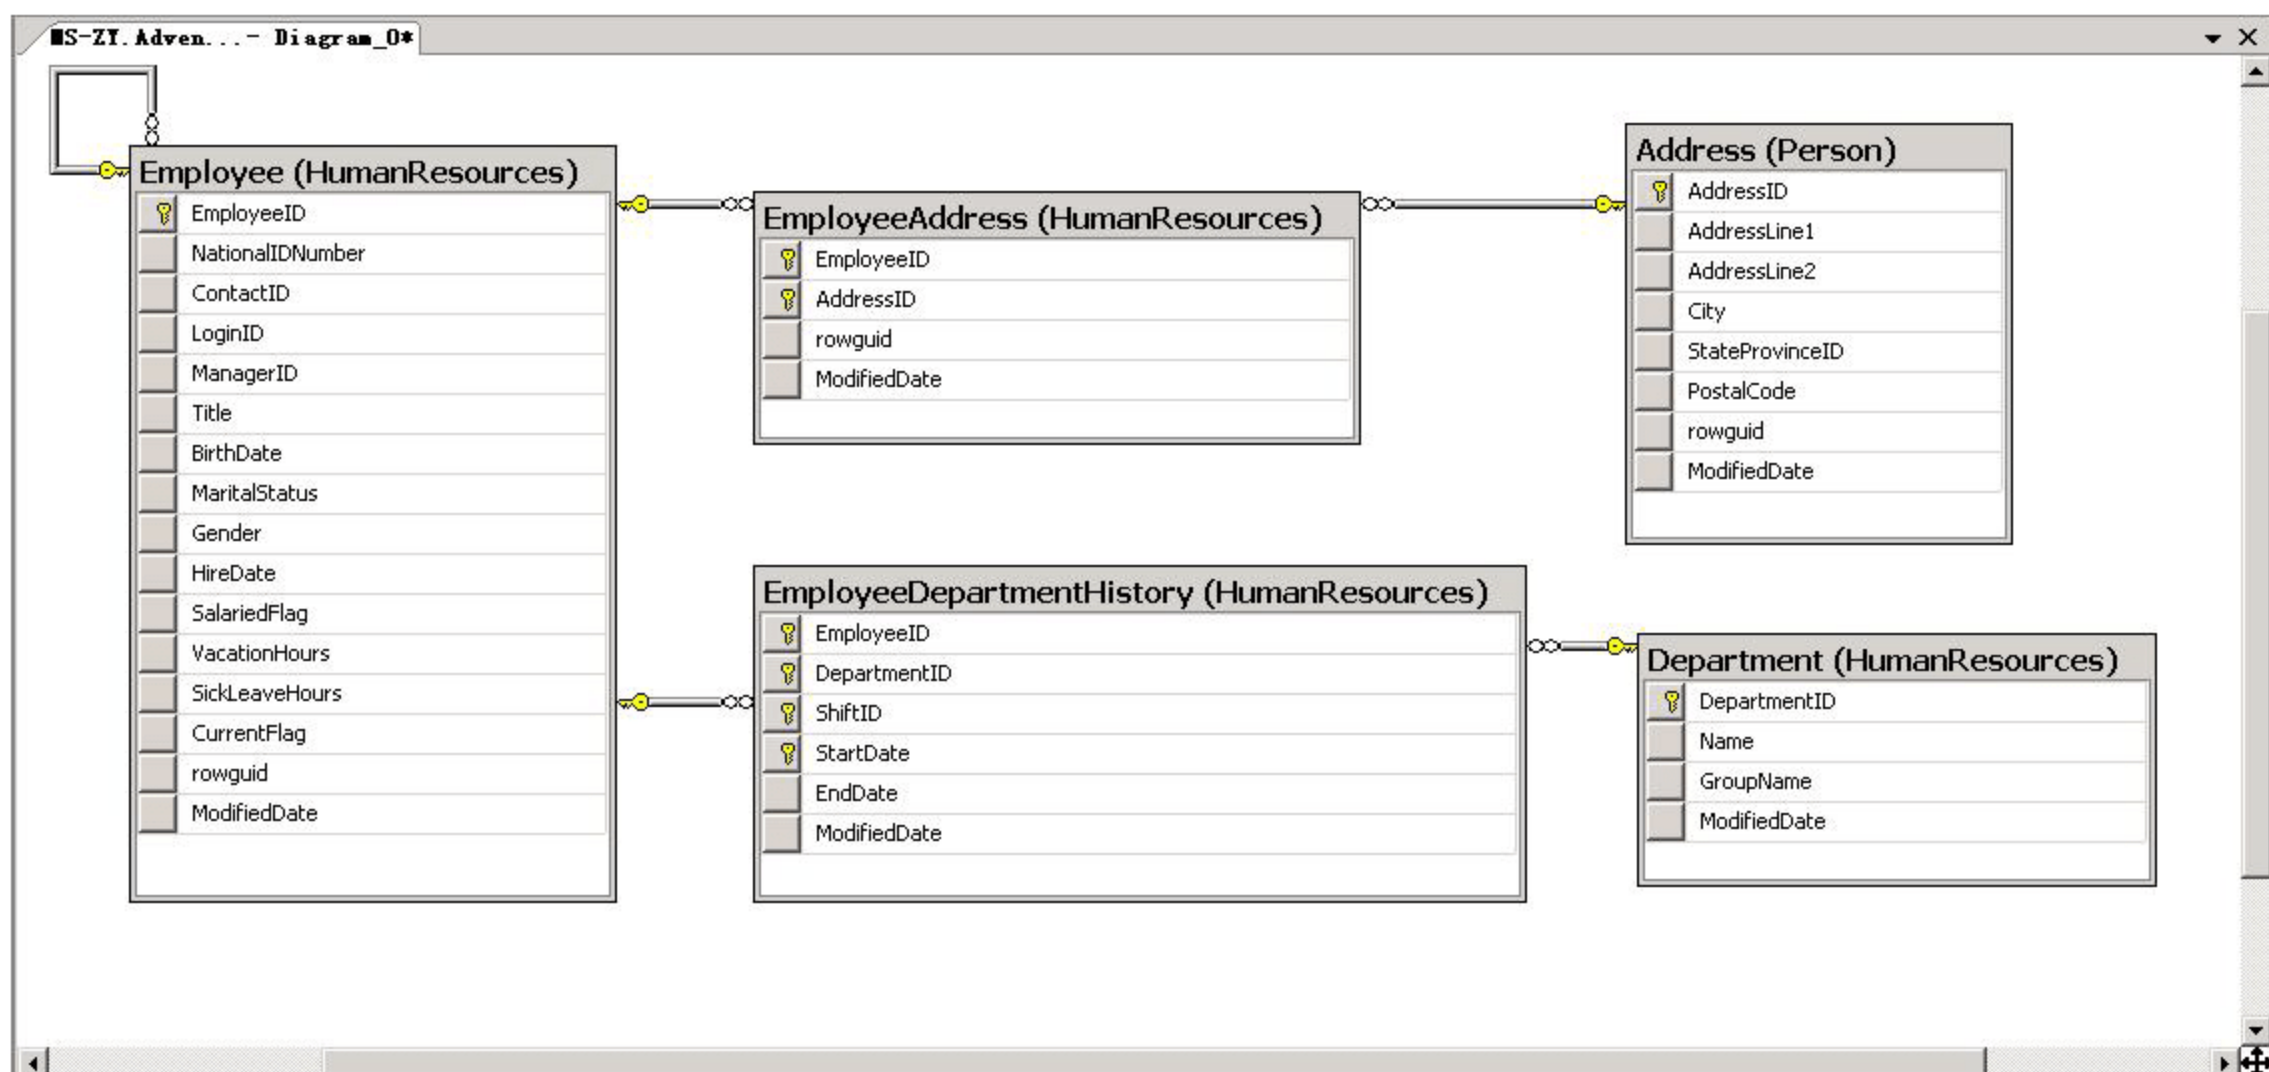 MS-ZY.Adven...- Diagram_0*
Employee (HumanResources)
EmployeeID
NationalIDNumber
ContactID
LoginID
ManagerID
Title
BirthDate
MaritalStatus
Gender
HireDate
SalariedFlag
VacationHours
SickLeaveHours
CurrentFlag
rowguid
ModifiedDate
EmployeeAddress (HumanResources)
EmployeeID
AddressID
rowguid
ModifiedDate
Address (Person)
AddressID
AddressLine1
AddressLine2
City
StateProvinceID
PostalCode
rowguid
ModifiedDate
EmployeeDepartmentHistory (HumanResources)
EmployeeID
DepartmentID
ShiftID
StartDate
EndDate
ModifiedDate
Department (HumanResources)
DepartmentID
Name
GroupName
ModifiedDate